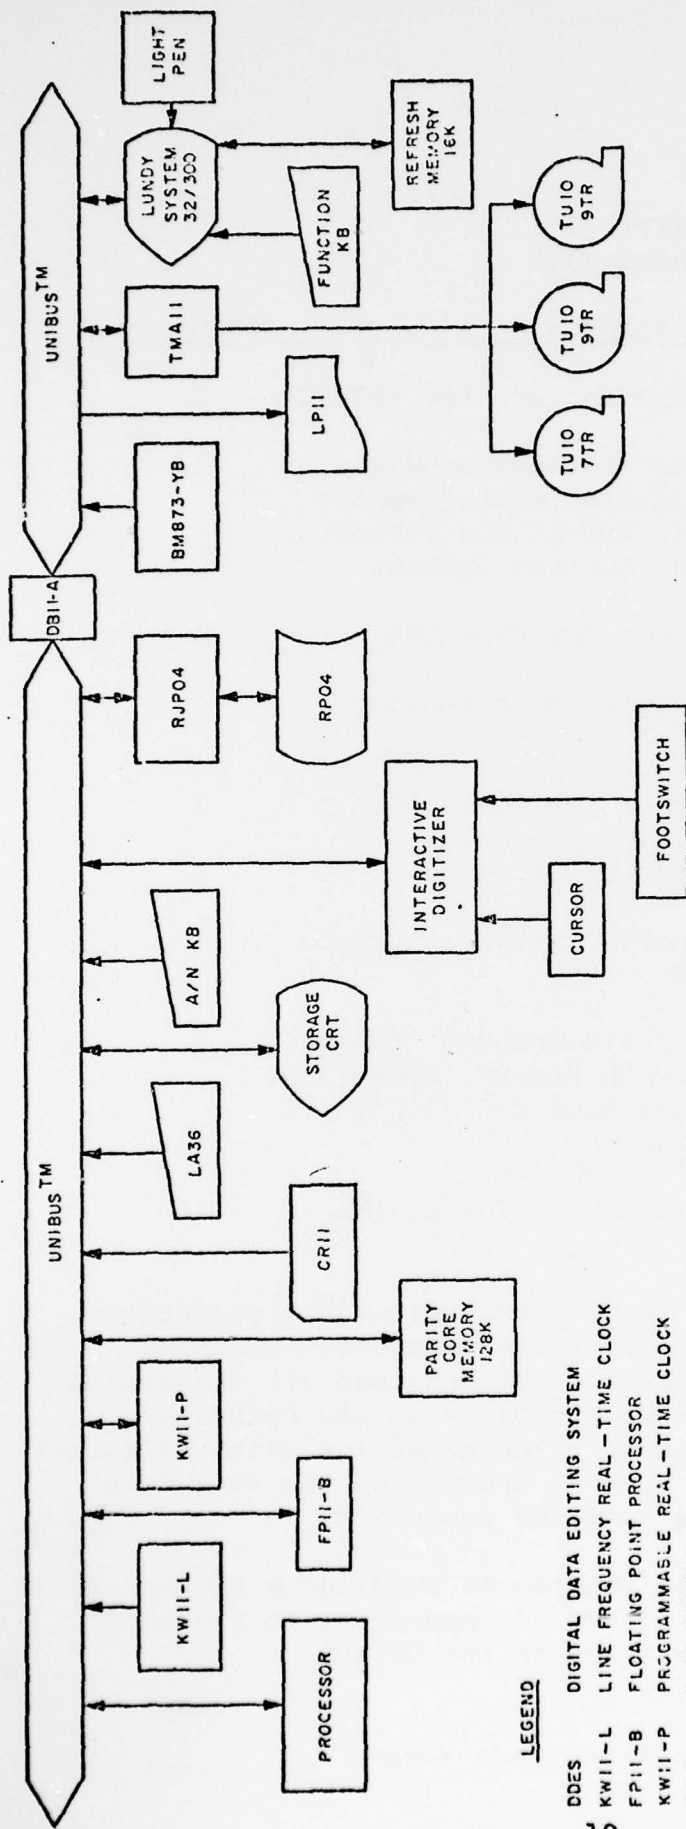 UNIBUS™
UNIBUS™
DB11-A
PROCESSOR
KW11-L
FP11-B
KW11-P
PARITY
CORE
MEMORY
128K
CR11
LA36
STORAGE
CRT
A/N KB
INTERACTIVE
DIGITIZER
CURSOR
FOOTSWITCH
RJP04
RP04
BM873-YB
LP11
TMA11
TU10
7TR
TU10
9TR
TU10
9TR
LUNDY
SYSTEM
32/300
LIGHT
PEN
FUNCTION
KB
REFRESH
MEMORY
16K
LEGEND
DDES DIGITAL DATA EDITING SYSTEM
KW11-L LINE FREQUENCY REAL-TIME CLOCK
FP11-B FLOATING POINT PROCESSOR
KW11-P PROGRAMMABLE REAL-TIME CLOCK